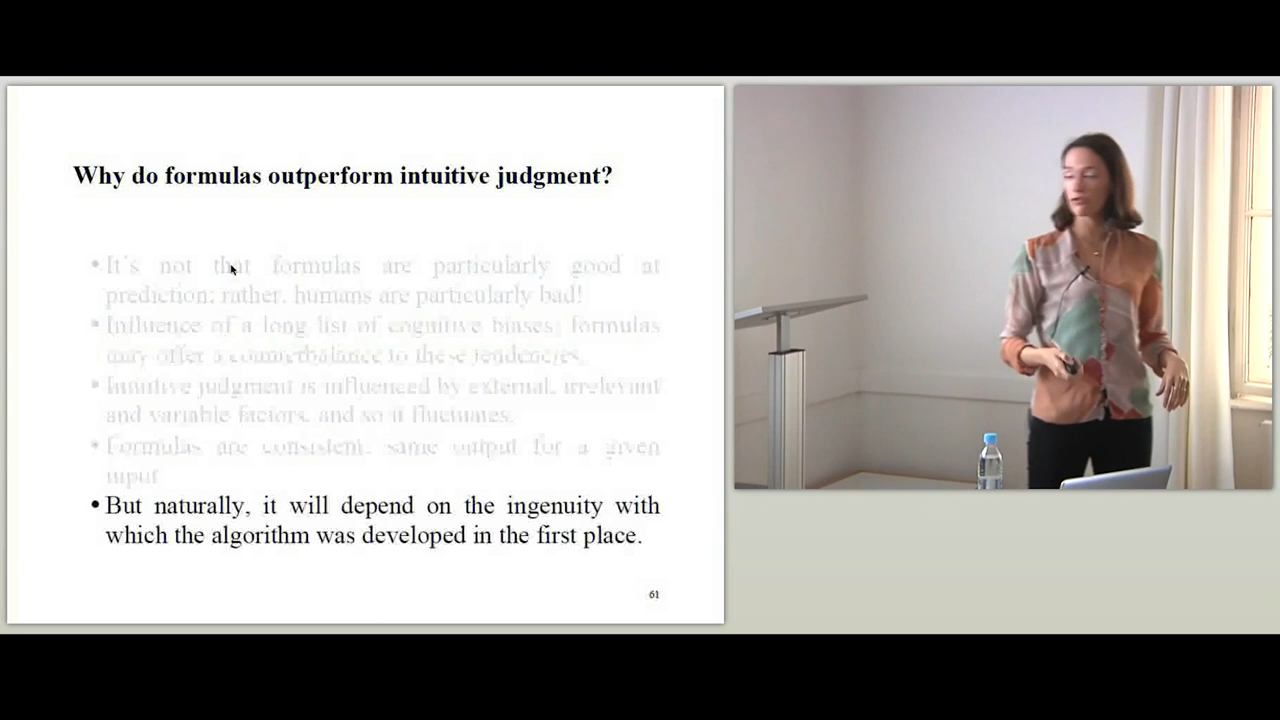 Why do formulas outperform intuitive judgment?
• It´s not that formulas are particularly good at
prediction; rather, humans are particularly bad!
• Influence of a long list of cognitive biases; formulas
may offer a counterbalance to these tendencies.
• Intuitive judgment is influenced by external, irrelevant
and variable factors, and so it fluctuates.
• Formulas are consistent: same output for a given
input
• But naturally, it will depend on the ingenuity with
which the algorithm was developed in the first place.
61